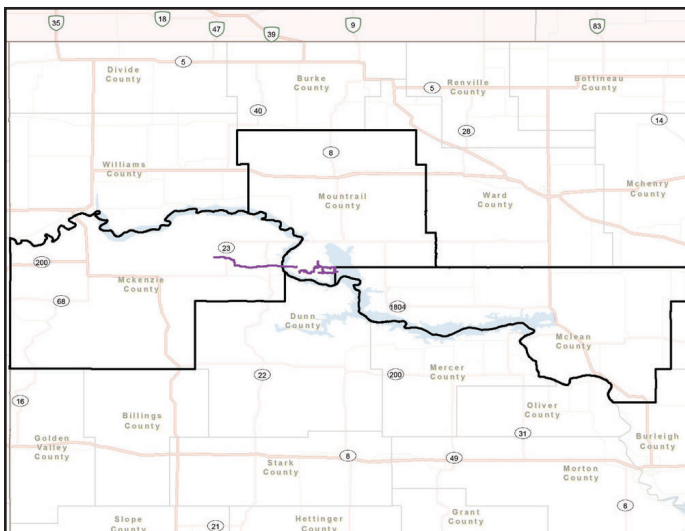 35
18
47
39
9
83
5
Divide
County
Burke
County
5
Renville
County
Bottineau
County
40
14
28
8
Williams
County
Mountrail
County
Ward
County
Mchenry
County
23
200
Mckenzie
County
68
1804
Dunn
County
Mclean
County
22
200
Mercer
County
16
Oliver
County
Billings
County
31
Burleigh
County
Golden
Valley
County
8
49
Stark
County
Morton
County
6
Slope
County
21
Hettinger
County
Grant
County